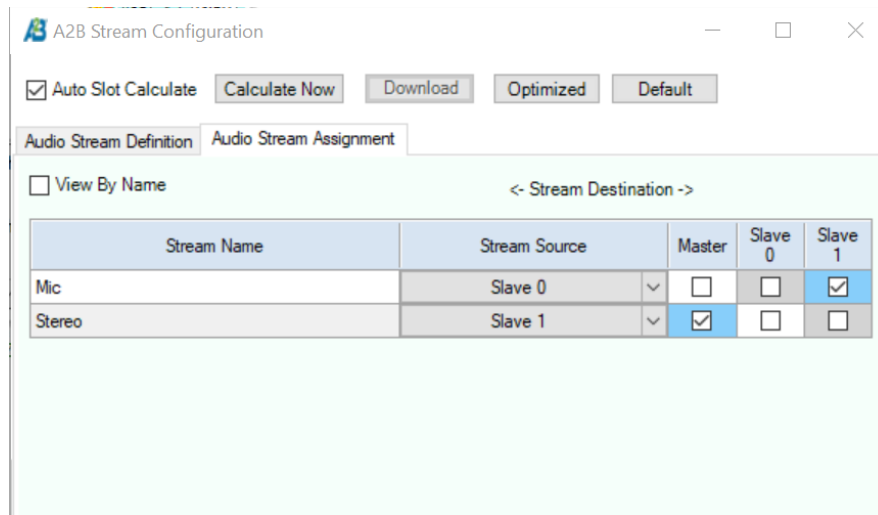 A2B Stream Configuration
Auto Slot Calculate Calculate Now Download Optimized Default
Audio Stream Definition Audio Stream Assignment
View By Name <- Stream Destination ->
Stream Name Stream Source Master Slave 0 Slave 1
Mic Slave 0
Stereo Slave 1